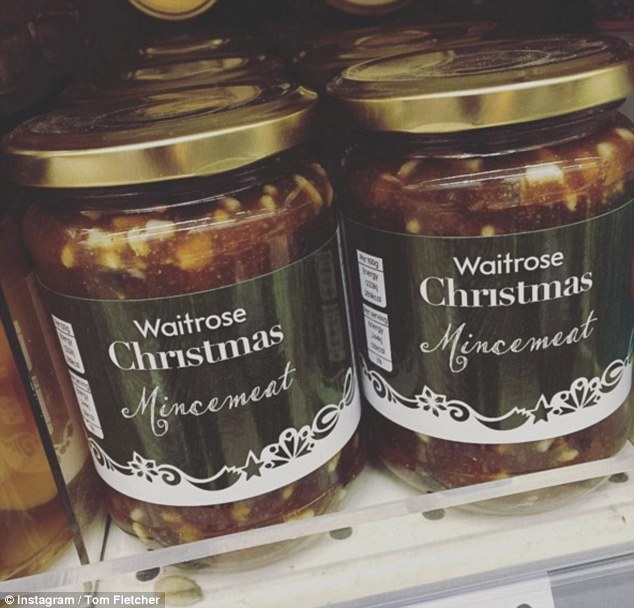 Waitrose
Christmas
Mincemeat
Waitrose
Christmas
Mincemeat
© Instagram / Tom Fletcher